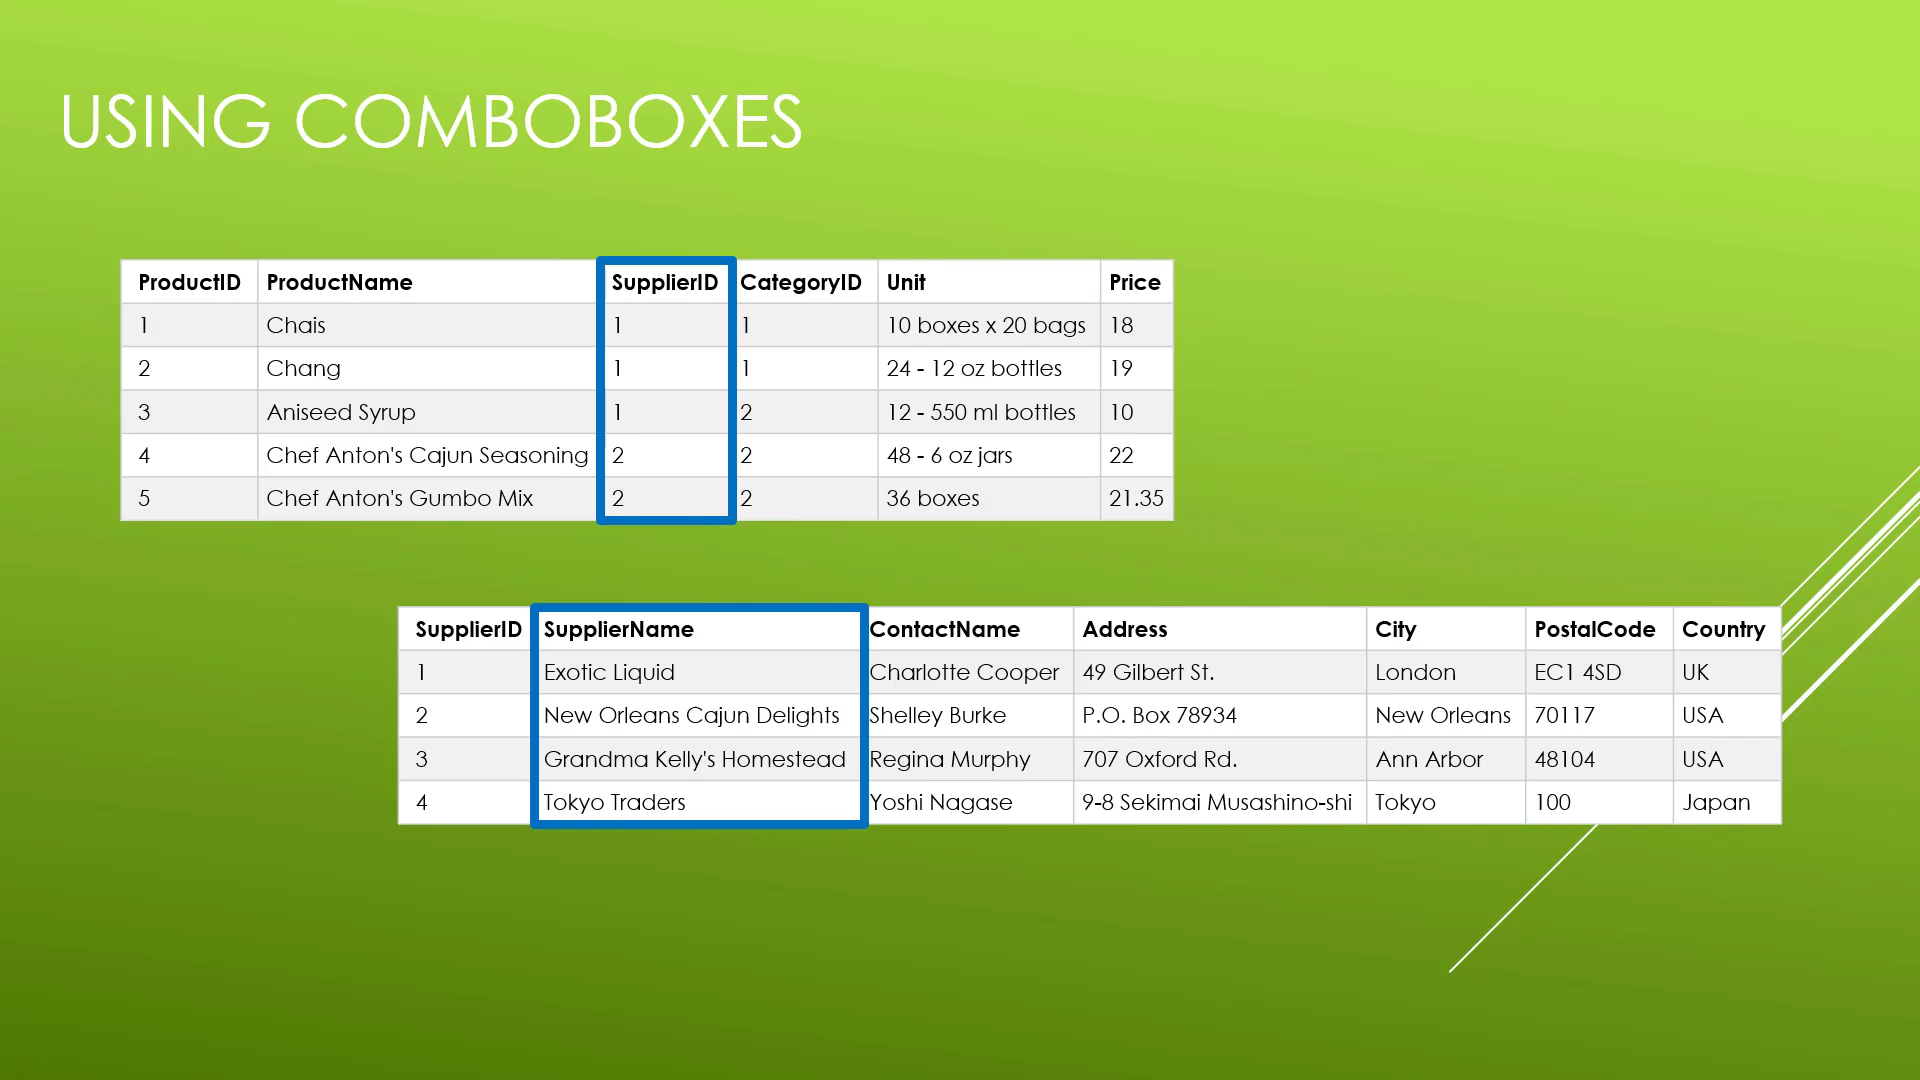 USING COMBOBOXES
ProductID ProductName SupplierID CategoryID Unit Price
1 Chais 1 1 10 boxes x 20 bags 18
2 Chang 1 1 24 - 12 oz bottles 19
3 Aniseed Syrup 1 2 12 - 550 ml bottles 10
4 Chef Anton's Cajun Seasoning 2 2 48 - 6 oz jars 22
5 Chef Anton's Gumbo Mix 2 2 36 boxes 21.35
SupplierID SupplierName ContactName Address City PostalCode Country
1 Exotic Liquid Charlotte Cooper 49 Gilbert St. London EC1 4SD UK
2 New Orleans Cajun Delights Shelley Burke P.O. Box 78934 New Orleans 70117 USA
3 Grandma Kelly's Homestead Regina Murphy 707 Oxford Rd. Ann Arbor 48104 USA
4 Tokyo Traders Yoshi Nagase 9-8 Sekimai Musashino-shi Tokyo 100 Japan